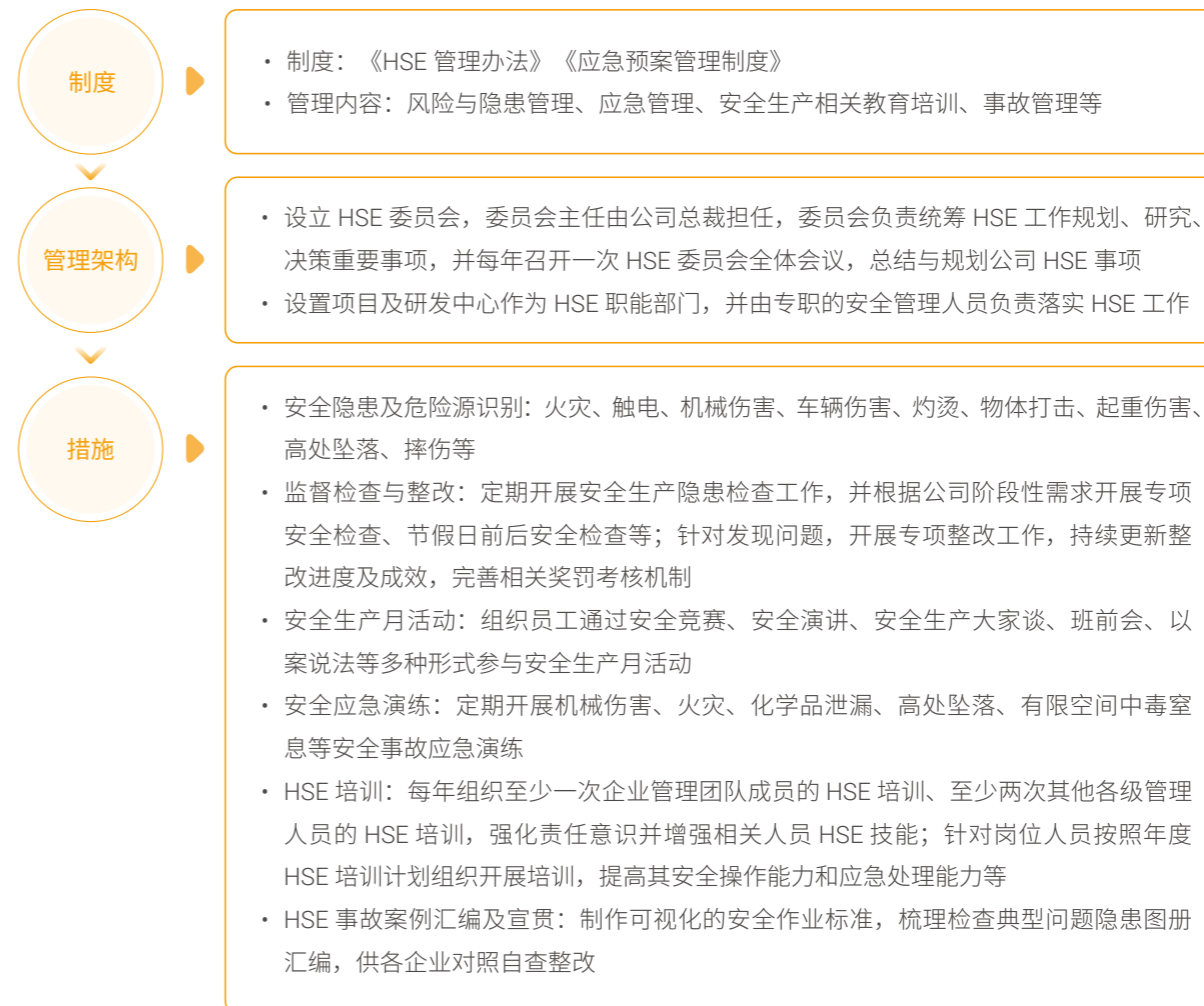 制度
• 制度：《HSE 管理办法》《应急预案管理制度》
• 管理内容：风险与隐患管理、应急管理、安全生产相关教育培训、事故管理等
管理架构
• 设立 HSE 委员会，委员会主任由公司总裁担任，委员会负责统筹 HSE 工作规划、研究、
决策重要事项，并每年召开一次 HSE 委员会全体会议，总结与规划公司 HSE 事项
• 设置项目及研发中心作为 HSE 职能部门，并由专职的安全管理人员负责落实 HSE 工作
措施
• 安全隐患及危险源识别：火灾、触电、机械伤害、车辆伤害、灼烫、物体打击、起重伤害、
高处坠落、摔伤等
• 监督检查与整改：定期开展安全生产隐患检查工作，并根据公司阶段性需求开展专项
安全检查、节假日前后安全检查等；针对发现问题，开展专项整改工作，持续更新整
改进度及成效，完善相关奖罚考核机制
• 安全生产月活动：组织员工通过安全竞赛、安全演讲、安全生产大家谈、班前会、以
案说法等多种形式参与安全生产月活动
• 安全应急演练：定期开展机械伤害、火灾、化学品泄漏、高处坠落、有限空间中毒窒
息等安全事故应急演练
• HSE 培训：每年组织至少一次企业管理团队成员的 HSE 培训、至少两次其他各级管理
人员的 HSE 培训，强化责任意识并增强相关人员 HSE 技能；针对岗位人员按照年度
HSE 培训计划组织开展培训，提高其安全操作能力和应急处理能力等
• HSE 事故案例汇编及宣贯：制作可视化的安全作业标准，梳理检查典型问题隐患图册
汇编，供各企业对照自查整改